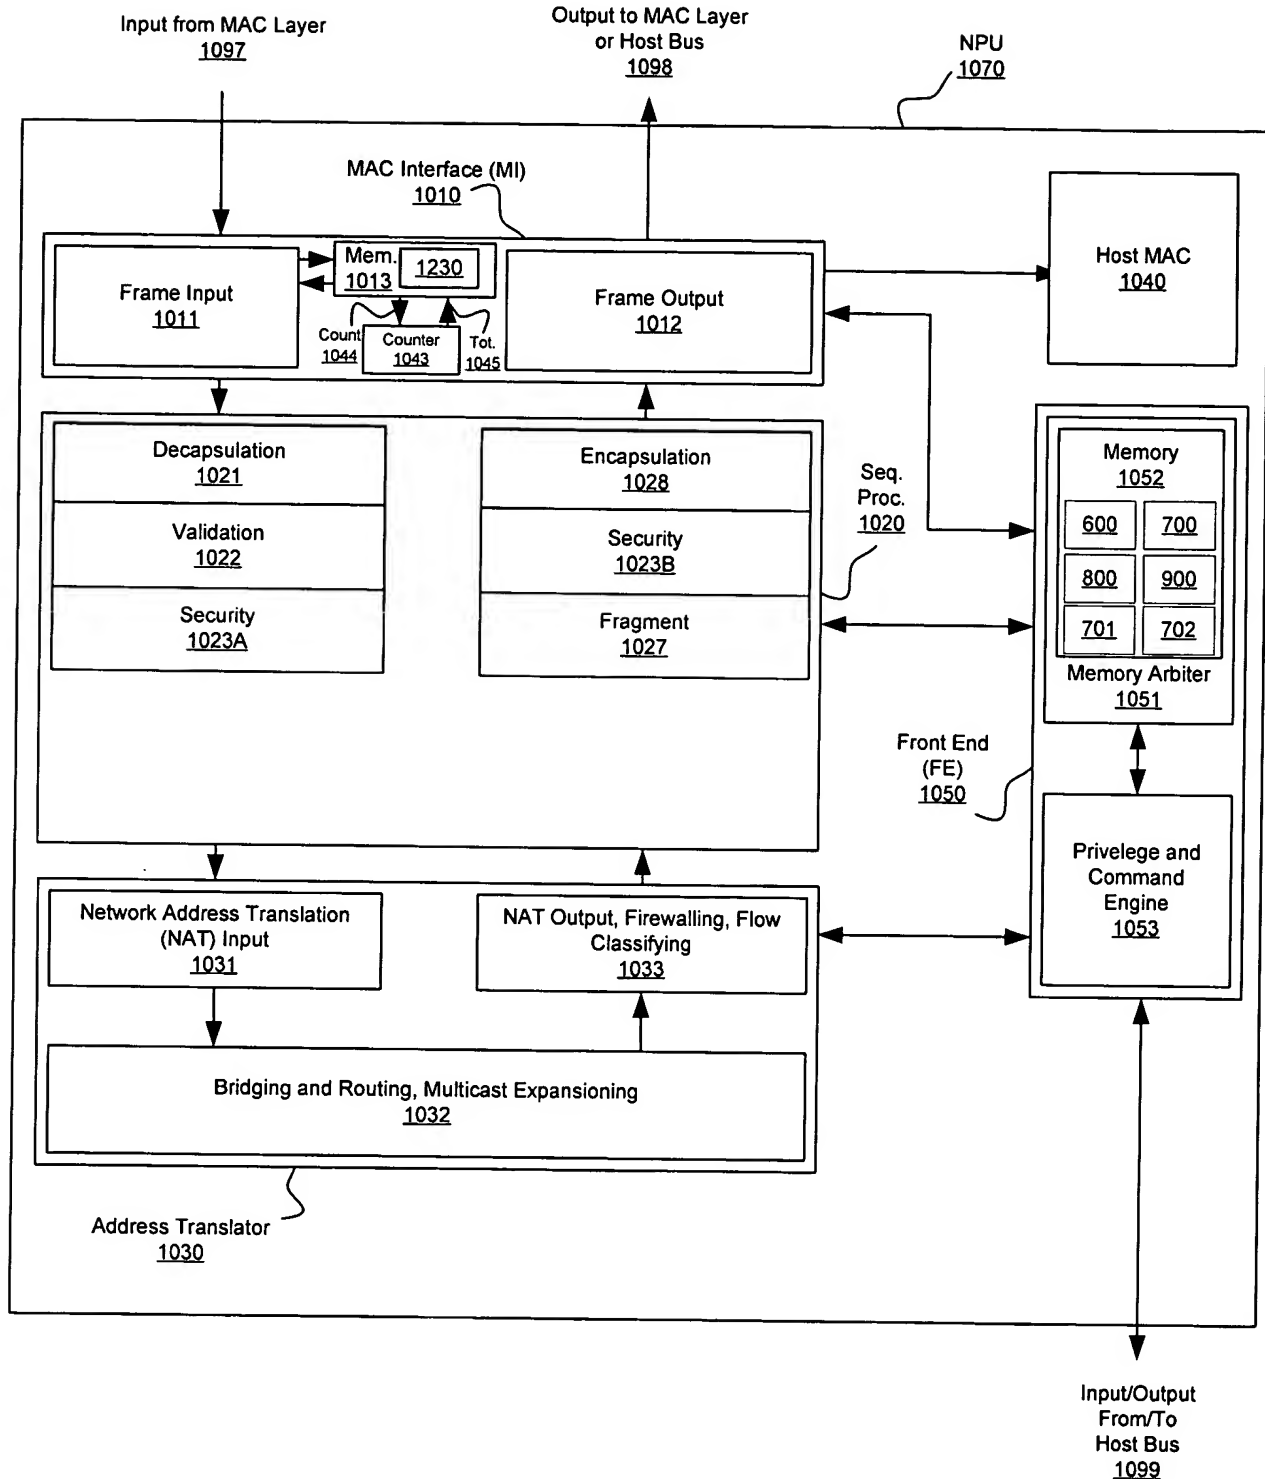 Input from MAC Layer
1097
Output to MAC Layer
or Host Bus
1098
NPU
1070
MAC Interface (MI)
1010
Frame Input
1011
Mem.
1013
1230
Count
1044
Counter
1043
Tot.
1045
Frame Output
1012
Host MAC
1040
Decapsulation
1021
Validation
1022
Security
1023A
Encapsulation
1028
Security
1023B
Fragment
1027
Seq.
Proc.
1020
Memory
1052
600
700
800
900
701
702
Memory Arbiter
1051
Front End
(FE)
1050
Privelege and
Command
Engine
1053
Network Address Translation
(NAT) Input
1031
NAT Output, Firewalling, Flow
Classifying
1033
Bridging and Routing, Multicast Expansioning
1032
Address Translator
1030
Input/Output
From/To
Host Bus
1099